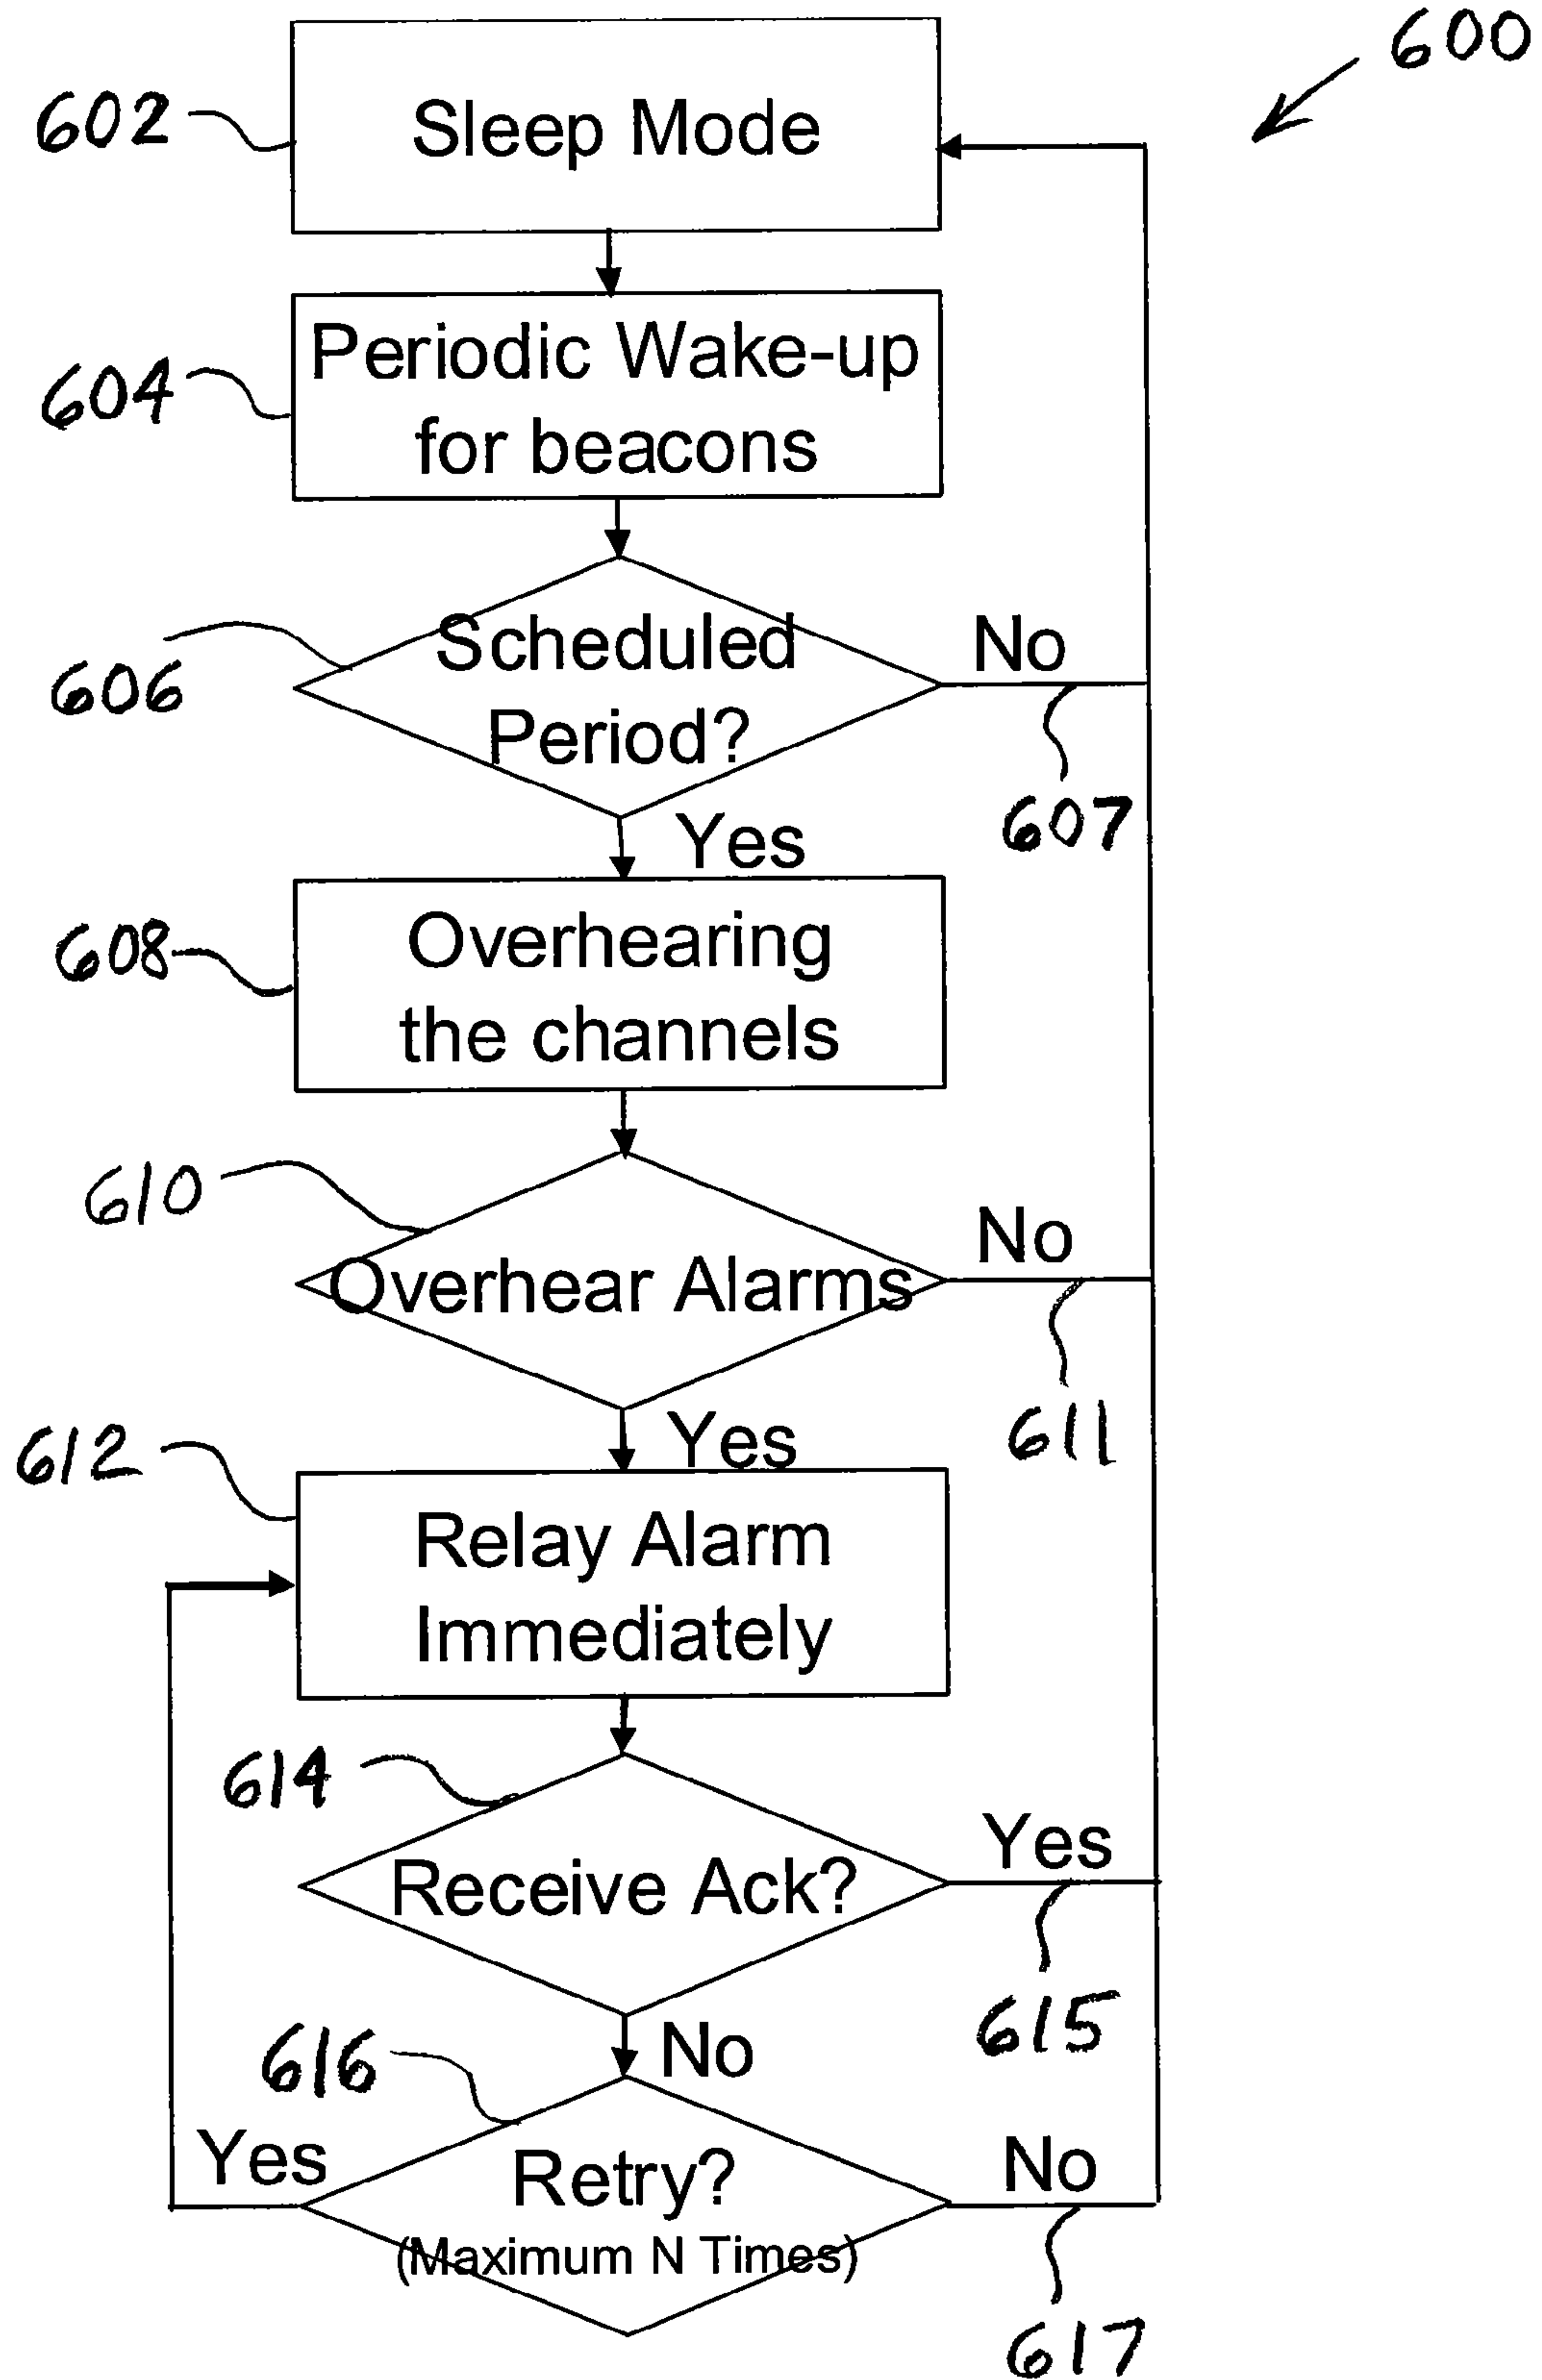 600
602
Sleep Mode
604
Periodic Wake-up
for beacons
606
Scheduled
Period?
No
607
Yes
608
Overhearing
the channels
610
Overhear Alarms
No
611
Yes
612
Relay Alarm
Immediately
614
Receive Ack?
Yes
615
No
616
Yes
Retry?
(Maximum N Times)
No
617